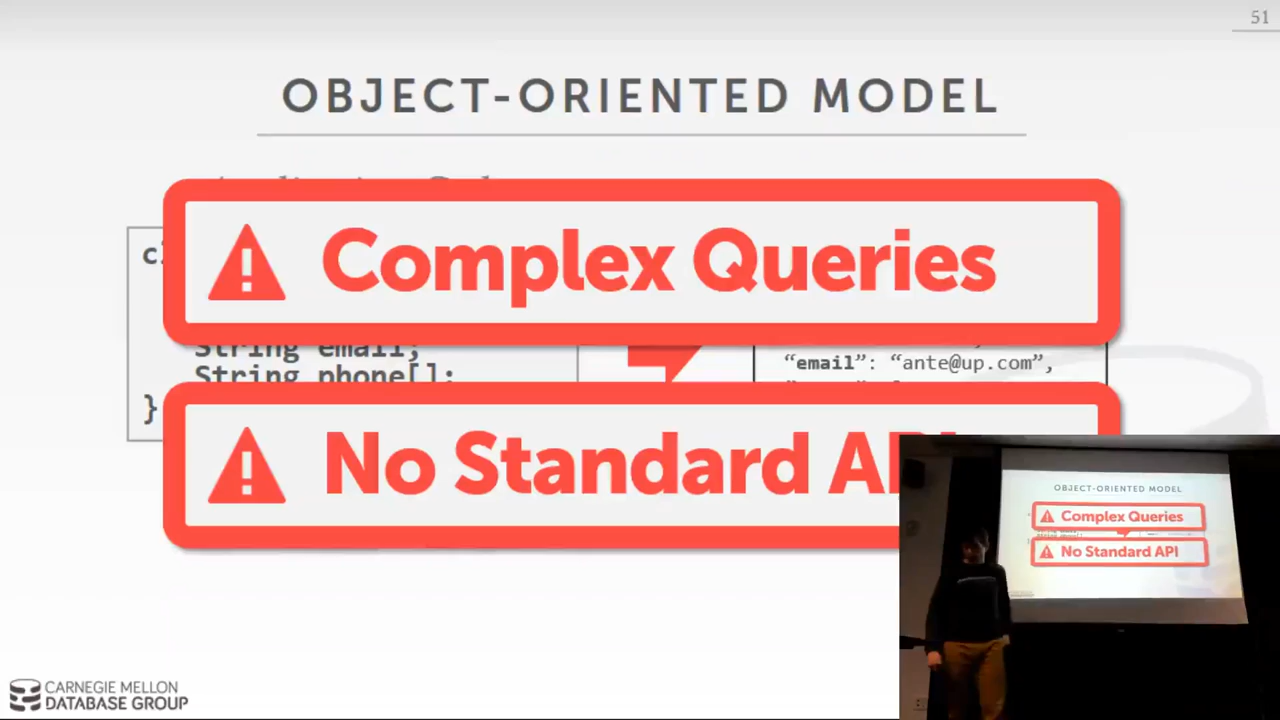 51
OBJECT-ORIENTED MODEL
Complex Queries
String email;
String phone[];
}
“email”: “ante@up.com”,
No Standard
CARNEGIE MELLON
DATABASE GROUP
OBJECT-ORIENTED MODEL
Complex Queries
No Standard API